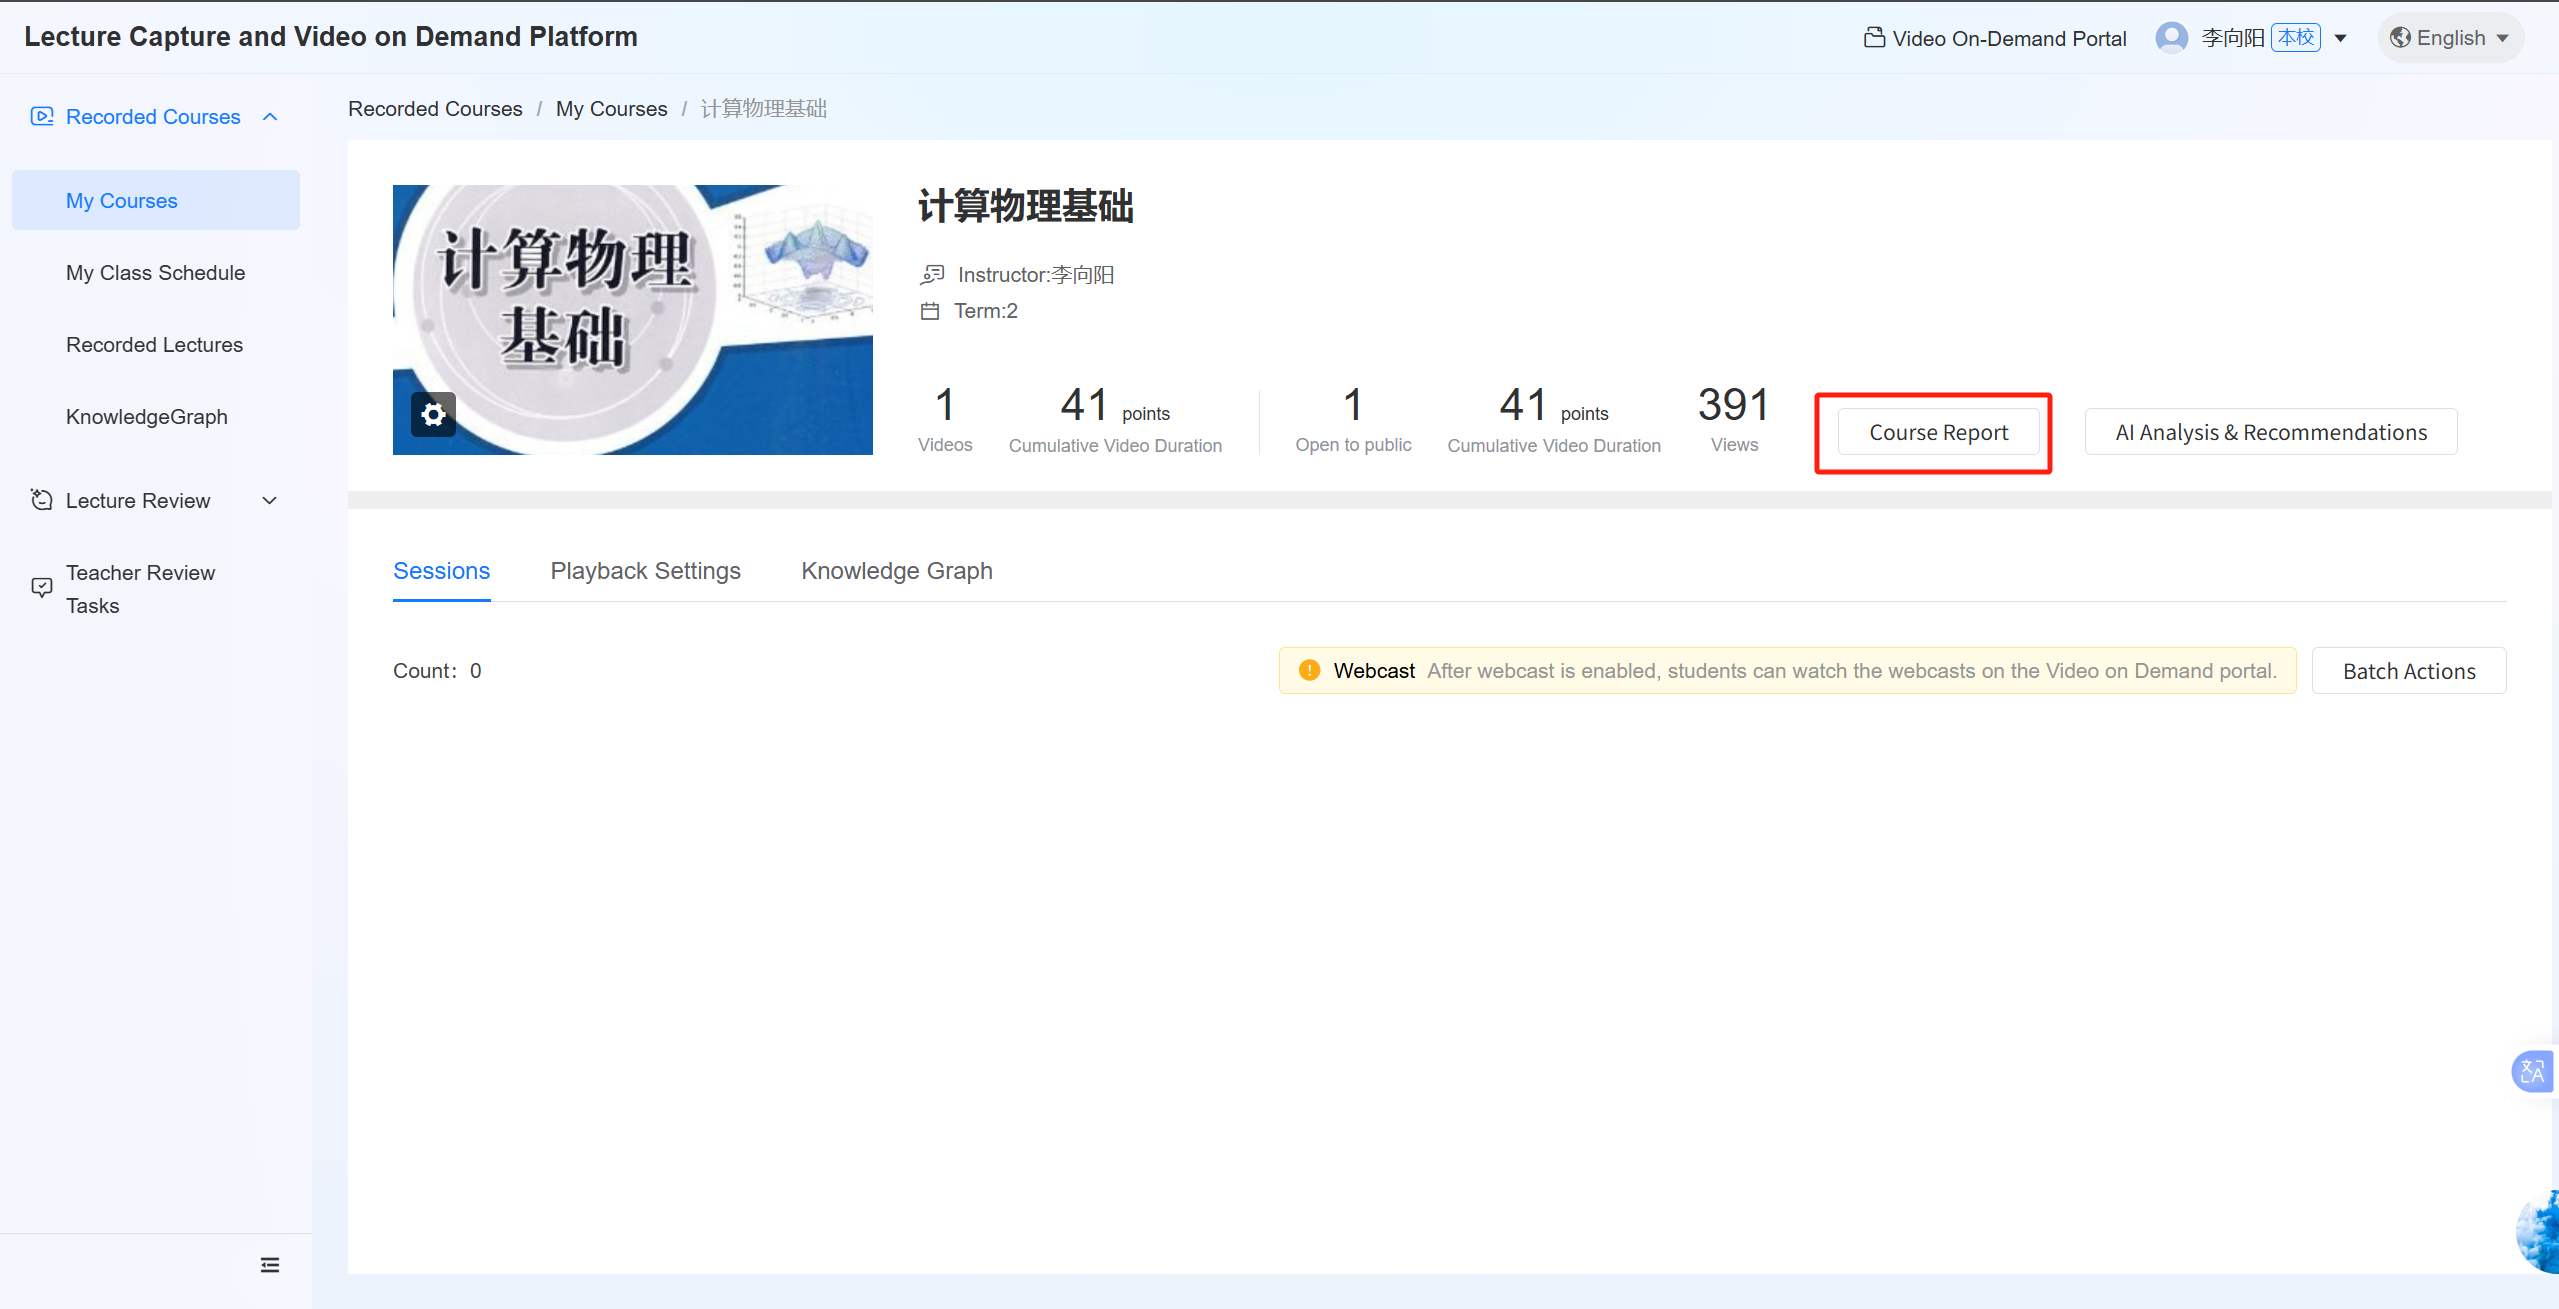 Lecture Capture and Video on Demand Platform
Video On-Demand Portal
李向阳 本校
English
Recorded Courses
My Courses
My Class Schedule
Recorded Lectures
KnowledgeGraph
Lecture Review
Teacher Review
Tasks
Recorded Courses / My Courses / 计算物理基础
计算物理
基础
计算物理基础
Instructor:李向阳
Term:2
1
Videos
41 points
Cumulative Video Duration
1
Open to public
41 points
Cumulative Video Duration
391
Views
Course Report
AI Analysis & Recommendations
Sessions
Playback Settings
Knowledge Graph
Count：0
Webcast After webcast is enabled, students can watch the webcasts on the Video on Demand portal.
Batch Actions